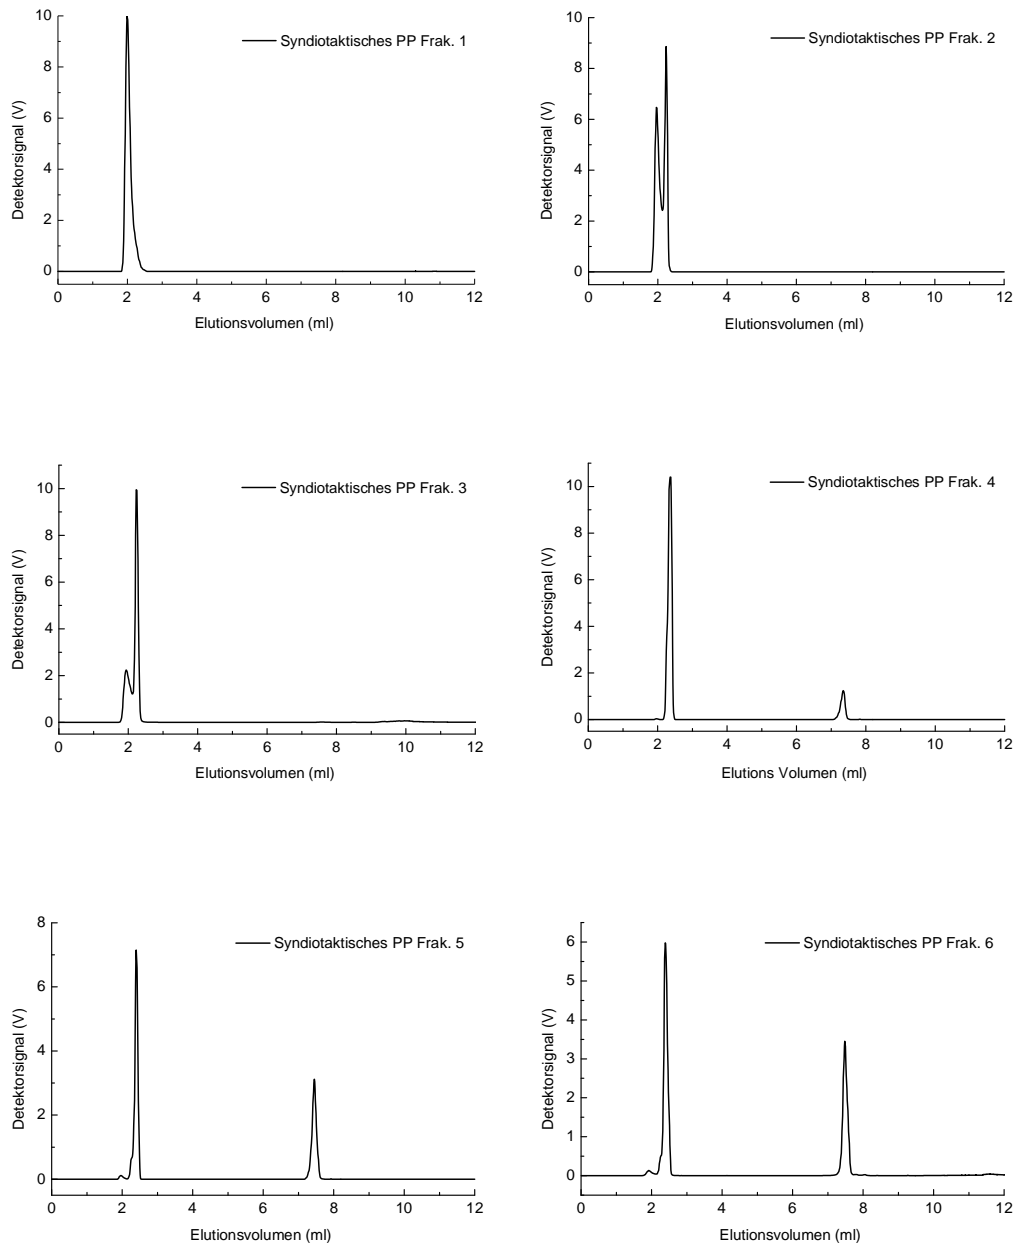 Syndiotaktisches PP Frak. 1
10
8
6
4
2
0
Detektorsignal (V)
0 2 4 6 8 10 12
Elutionsvolumen (ml)
Syndiotaktisches PP Frak. 2
10
8
6
4
2
0
Detektorsignal (V)
0 2 4 6 8 10 12
Elutionsvolumen (ml)
Syndiotaktisches PP Frak. 3
10
8
6
4
2
0
Detektorsignal (V)
0 2 4 6 8 10 12
Elutionsvolumen (ml)
Syndiotaktisches PP Frak. 4
10
8
6
4
2
0
Detektorsignal (V)
0 2 4 6 8 10 12
Elutions Volumen (ml)
Syndiotaktisches PP Frak. 5
8
6
4
2
0
Detektorsignal (V)
0 2 4 6 8 10 12
Elutionsvolumen (ml)
Syndiotaktisches PP Frak. 6
6
5
4
3
2
1
0
Detektorsignal (V)
0 2 4 6 8 10 12
Elutionsvolumen (ml)